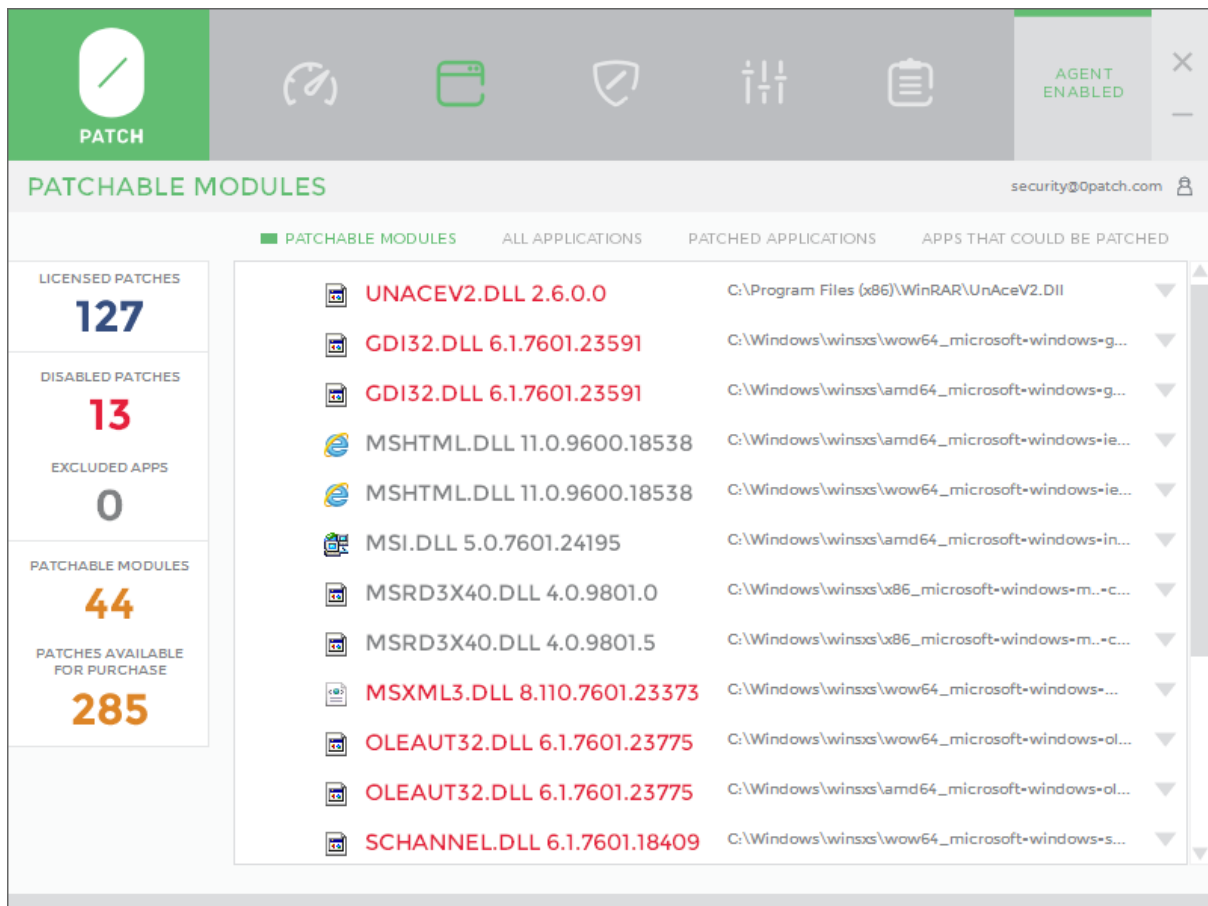 PATCH
AGENT
ENABLED
PATCHABLE MODULES
security@0patch.com
PATCHABLE MODULES ALL APPLICATIONS PATCHED APPLICATIONS APPS THAT COULD BE PATCHED
LICENSED PATCHES
127
DISABLED PATCHES
13
EXCLUDED APPS
0
PATCHABLE MODULES
44
PATCHES AVAILABLE
FOR PURCHASE
285
UNACEV2.DLL 2.6.0.0 C:\Program Files (x86)\WinRAR\UnAceV2.Dll
GDI32.DLL 6.1.7601.23591 C:\Windows\winsxs\wow64_microsoft-windows-g...
GDI32.DLL 6.1.7601.23591 C:\Windows\winsxs\amd64_microsoft-windows-g...
MSHTML.DLL 11.0.9600.18538 C:\Windows\winsxs\amd64_microsoft-windows-ie...
MSHTML.DLL 11.0.9600.18538 C:\Windows\winsxs\wow64_microsoft-windows-ie...
MSI.DLL 5.0.7601.24195 C:\Windows\winsxs\amd64_microsoft-windows-in...
MSRD3X40.DLL 4.0.9801.0 C:\Windows\winsxs\x86_microsoft-windows-m..-c...
MSRD3X40.DLL 4.0.9801.5 C:\Windows\winsxs\x86_microsoft-windows-m..-c...
MSXML3.DLL 8.110.7601.23373 C:\Windows\winsxs\wow64_microsoft-windows-...
OLEAUT32.DLL 6.1.7601.23775 C:\Windows\winsxs\wow64_microsoft-windows-ol...
OLEAUT32.DLL 6.1.7601.23775 C:\Windows\winsxs\amd64_microsoft-windows-ol...
SCHANNEL.DLL 6.1.7601.18409 C:\Windows\winsxs\wow64_microsoft-windows-s...